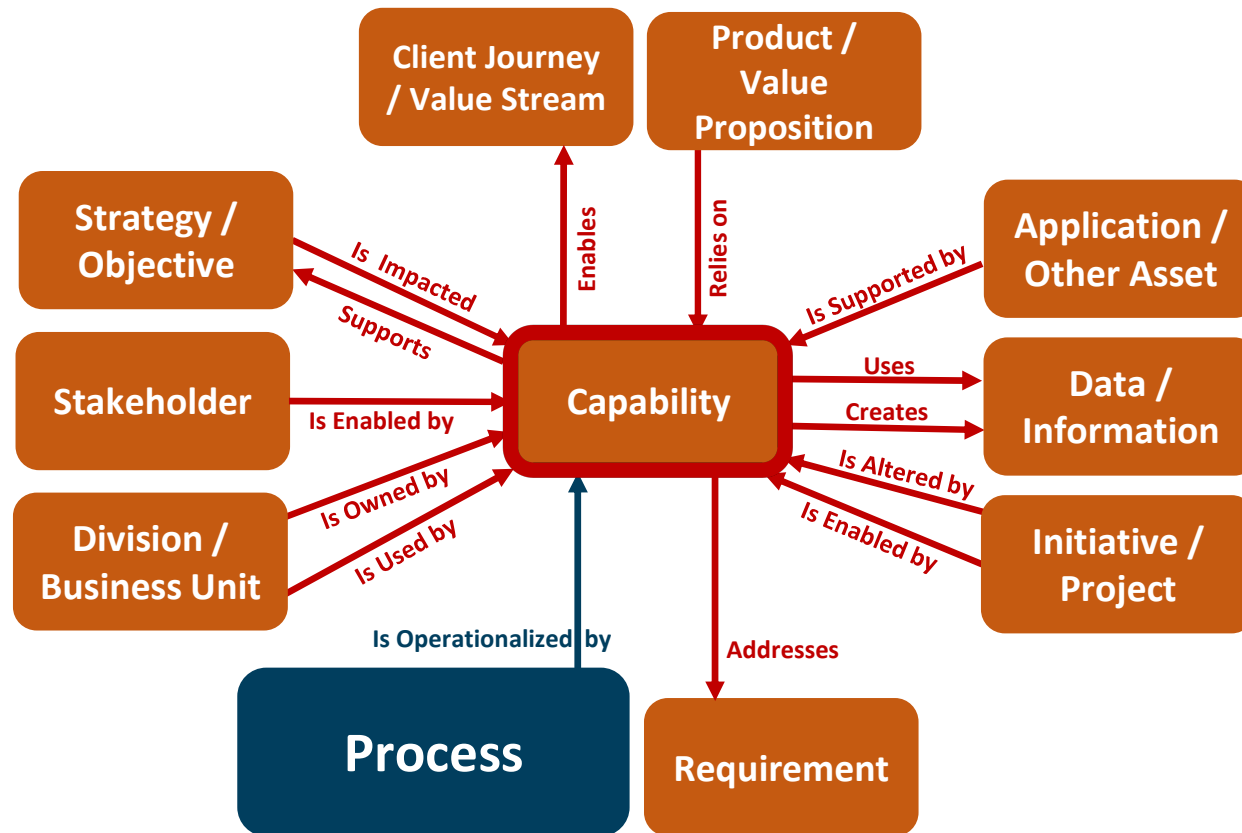 Client Journey
/ Value Stream
Product /
Value
Proposition
Strategy /
Objective
Is  Impacted
Supports
Enables
Relies on
Is Supported by
Application /
Other Asset
Stakeholder
Is Enabled by
Capability
Uses
Creates
Data /
Information
Division /
Business Unit
Is Owned by
Is Used by
Is Altered by
Is Enabled by
Initiative /
Project
Is Operationalized by
Addresses
Process
Requirement